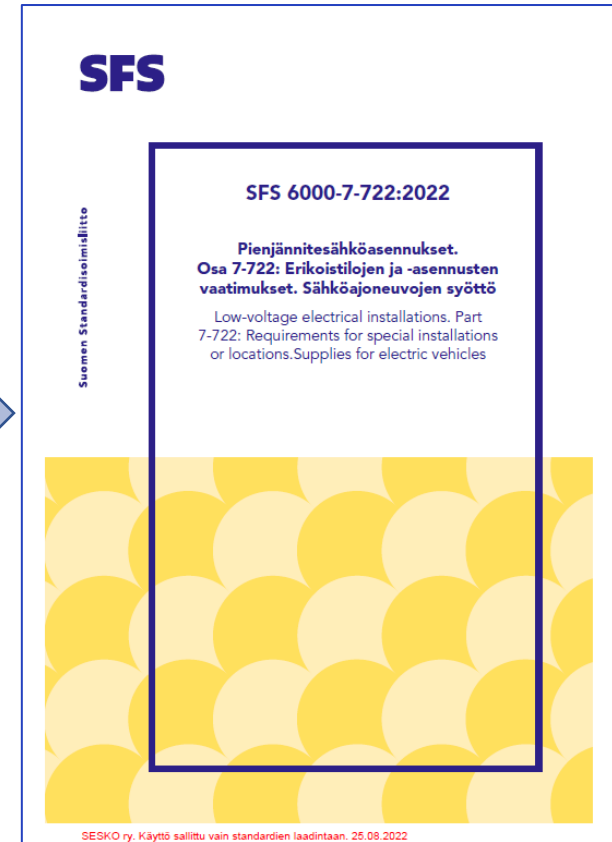 SFS
SFS 6000-7-722:2022
Suomen Standardisoimisliitto
Pienjännitesähköasennukset.
Osa 7-722: Erikoistilojen ja -asennusten
vaatimukset. Sähköajoneuvojen syöttö
Low-voltage electrical installations. Part
7-722: Requirements for special installations
or locations.Supplies for electric vehicles
SESKO ry. Käyttö sallittu vain standardien laadintaan. 25.08.2022